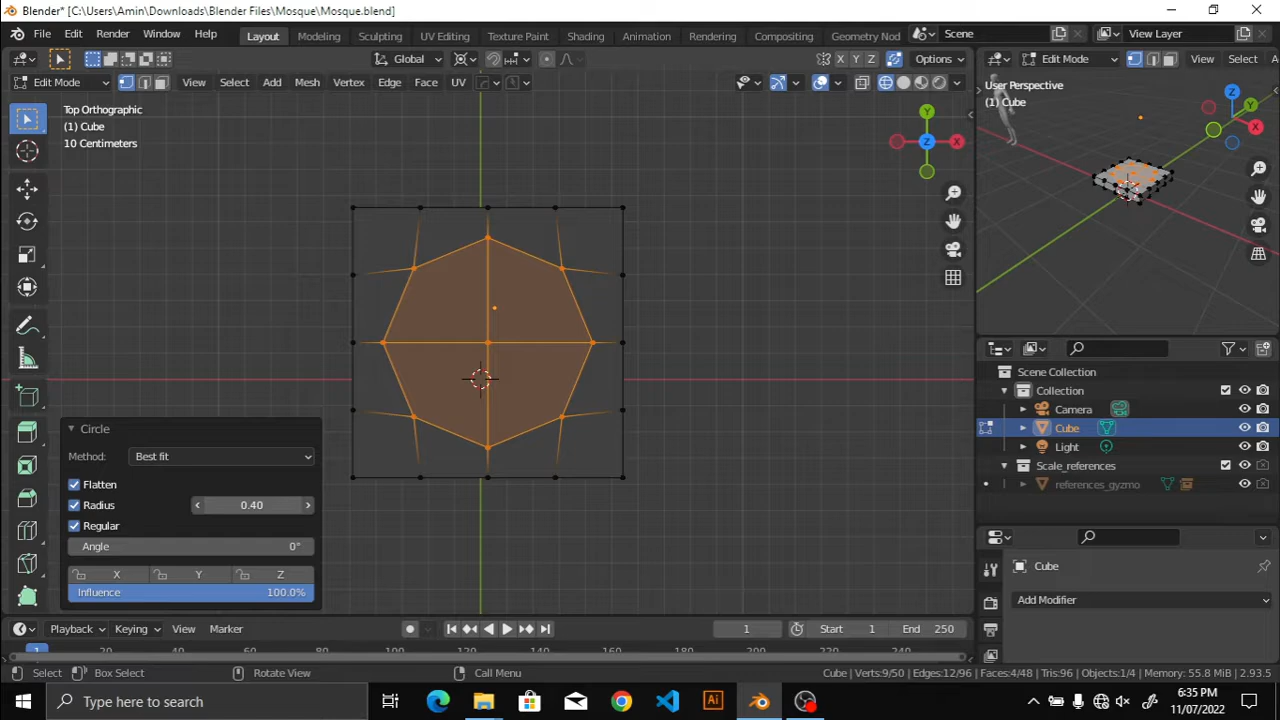 Blender* [C:\Users\Amin\Downloads\Blender Files\Mosque\Mosque.blend]
File Edit Render Window Help Layout Modeling Sculpting UV Editing Texture Paint Shading Animation Rendering Compositing Geometry Nod Scene View Layer
Global X Y Z Options
Edit Mode View Select Add Mesh Vertex Edge Face UV
Edit Mode View Select
Top Orthographic
(1) Cube
10 Centimeters
User Perspective
(1) Cube
Y
X
Z
Z
Y
X
Scene Collection
Collection
Camera
Cube
Light
Scale_references
references_gyzmo
Cube
Add Modifier
Circle
Method: Best fit
Flatten
Radius 0.40
Regular
Angle 0°
X Y Z
Influence 100.0%
Playback Keying View Marker 1 Start 1 End 250
1 20 40 60 80 100 120 140 160 180 200 220 240
Select Box Select Rotate View Call Menu Cube | Verts:9/50 | Edges:12/96 | Faces:4/48 | Tris:96 | Objects:1/4 | Memory: 55.8 MiB | 2.93.5
Type here to search
Ai
6:35 PM
11/07/2022